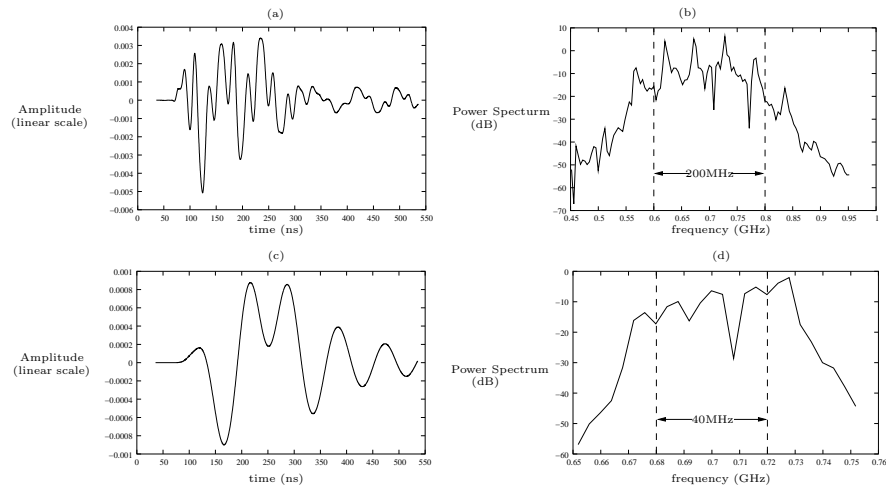 (a)
0.004
0.003
0.002
0.001
0
−0.001
−0.002
−0.003
−0.004
−0.005
−0.006
0 50 100 150 200 250 300 350 400 450 500 550
time (ns)
Amplitude
(linear scale)
(b)
10
0
−10
−20
−30
−40
−50
−60
−70
0.45 0.5 0.55 0.6 0.65 0.7 0.75 0.8 0.85 0.9 0.95 1
frequency (GHz)
Power Specturm
(dB)
200MHz
(c)
0.001
0.0008
0.0006
0.0004
0.0002
0
−0.0002
−0.0004
−0.0006
−0.0008
−0.001
0 50 100 150 200 250 300 350 400 450 500 550
time (ns)
Amplitude
(linear scale)
(d)
0
−10
−20
−30
−40
−50
−60
0.65 0.66 0.67 0.68 0.69 0.7 0.71 0.72 0.73 0.74 0.75 0.76
frequency (GHz)
Power Spectrum
(dB)
40MHz